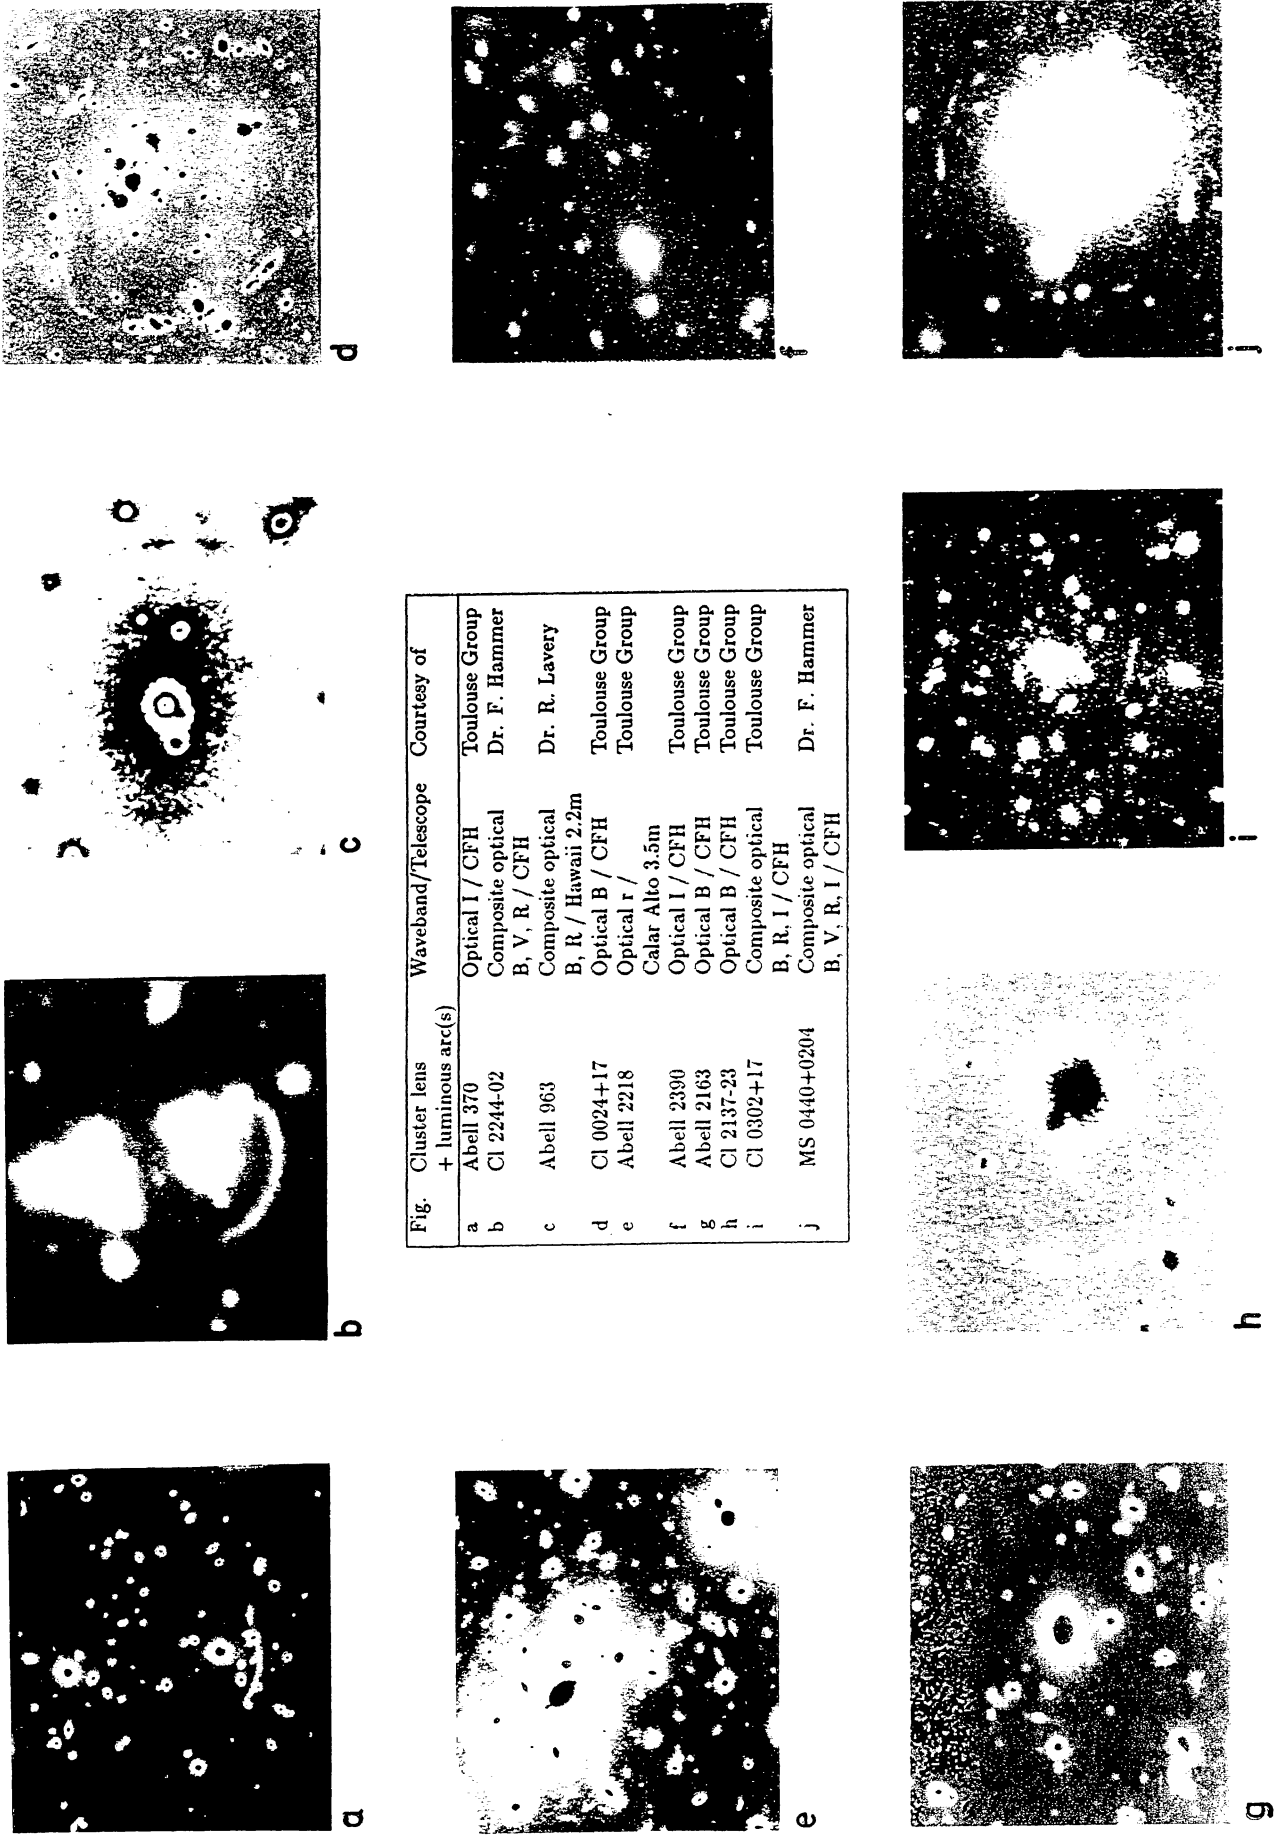 a
b
c
d
Fig. Cluster lens Waveband/Telescope Courtesy of
+ luminous arc(s)
a Abell 370 Optical I / CFH Toulouse Group
b Cl 2244-02 Composite optical Dr. F. Hammer
B, V, R / CFH
c Abell 963 Composite optical Dr. R. Lavery
B, R / Hawaii 2.2m
d Cl 0024+17 Optical B / CFH Toulouse Group
e Abell 2218 Optical r / Toulouse Group
Calar Alto 3.5m
f Abell 2390 Optical I / CFH Toulouse Group
g Abell 2163 Optical B / CFH Toulouse Group
h Cl 2137-23 Optical B / CFH Toulouse Group
i Cl 0302+17 Composite optical Toulouse Group
B, R, I / CFH
j MS 0440+0204 Composite optical Dr. F. Hammer
B, V, R, I / CFH
e
f
g
h
i
j